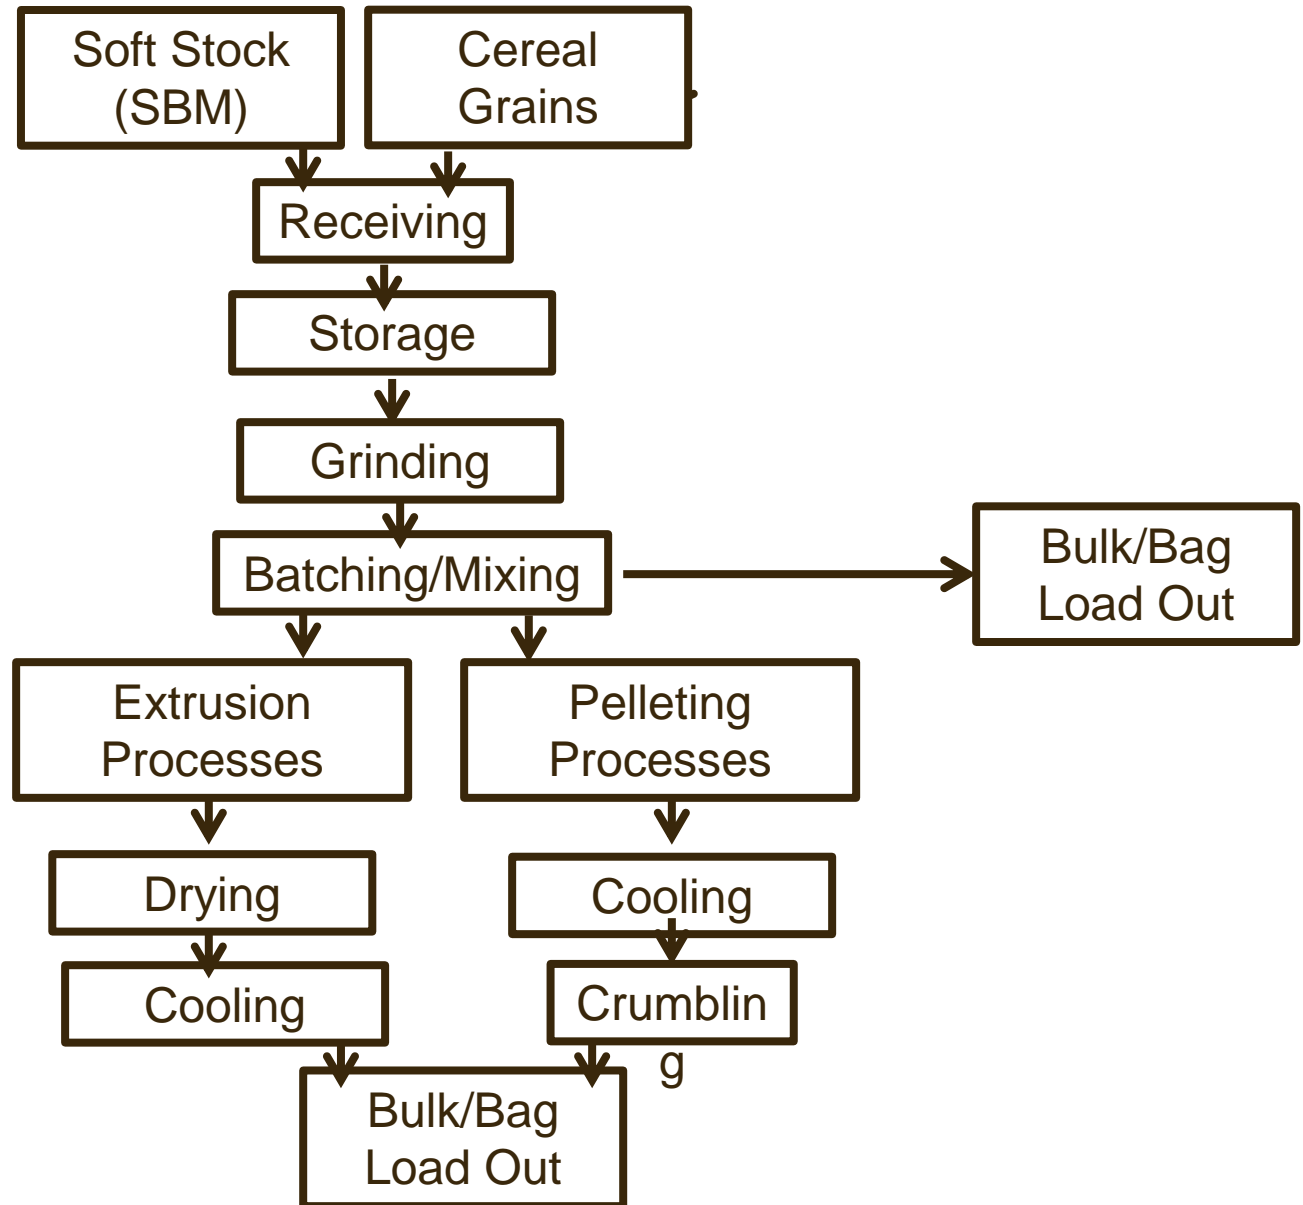 Soft Stock
(SBM)
Cereal
Grains
Receiving
Storage
Grinding
Batching/Mixing
Bulk/Bag
Load Out
Extrusion
Processes
Pelleting
Processes
Drying
Cooling
Cooling
Crumblin
g
Bulk/Bag
Load Out